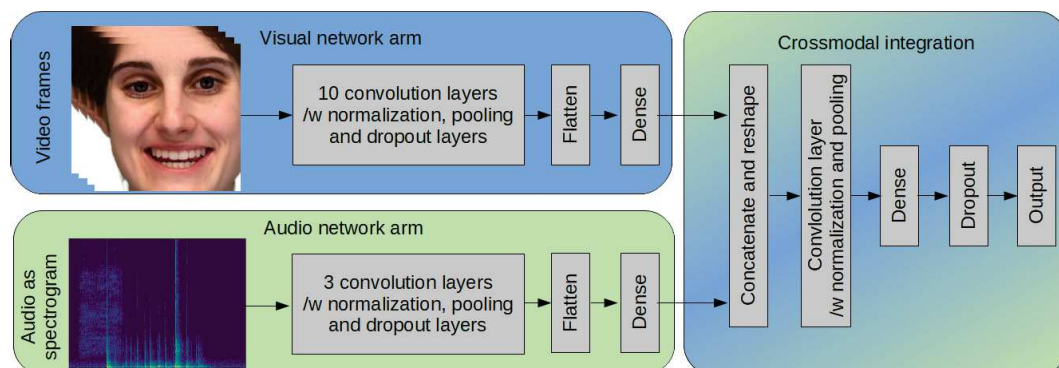 Visual network arm
Video frames
10 convolution layers
/w normalization, pooling
and dropout layers
Flatten
Dense
Audio network arm
Audio as
spectrogram
3 convolution layers
/w normalization, pooling
and dropout layers
Flatten
Dense
Crossmodal integration
Concatenate and reshape
Convlolution layer
/w normalization and pooling
Dense
Dropout
Output